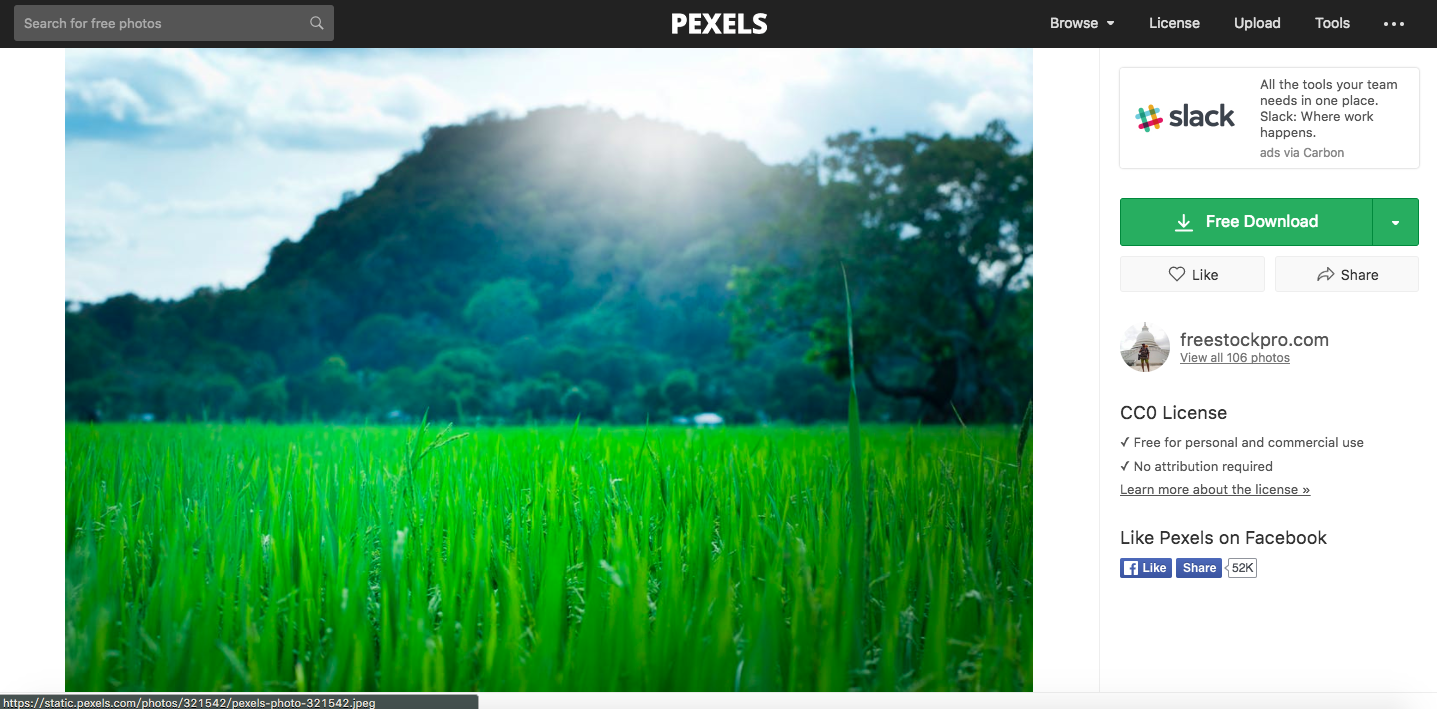 Search for free photos
PEXELS
Browse
License
Upload
Tools
slack
All the tools your team
needs in one place.
Slack: Where work
happens.
ads via Carbon
Free Download
Like
Share
freestockpro.com
View all 106 photos
CC0 License
✓ Free for personal and commercial use
✓ No attribution required
Learn more about the license »
Like Pexels on Facebook
Like
Share
52K
https://static.pexels.com/photos/321542/pexels-photo-321542.jpeg